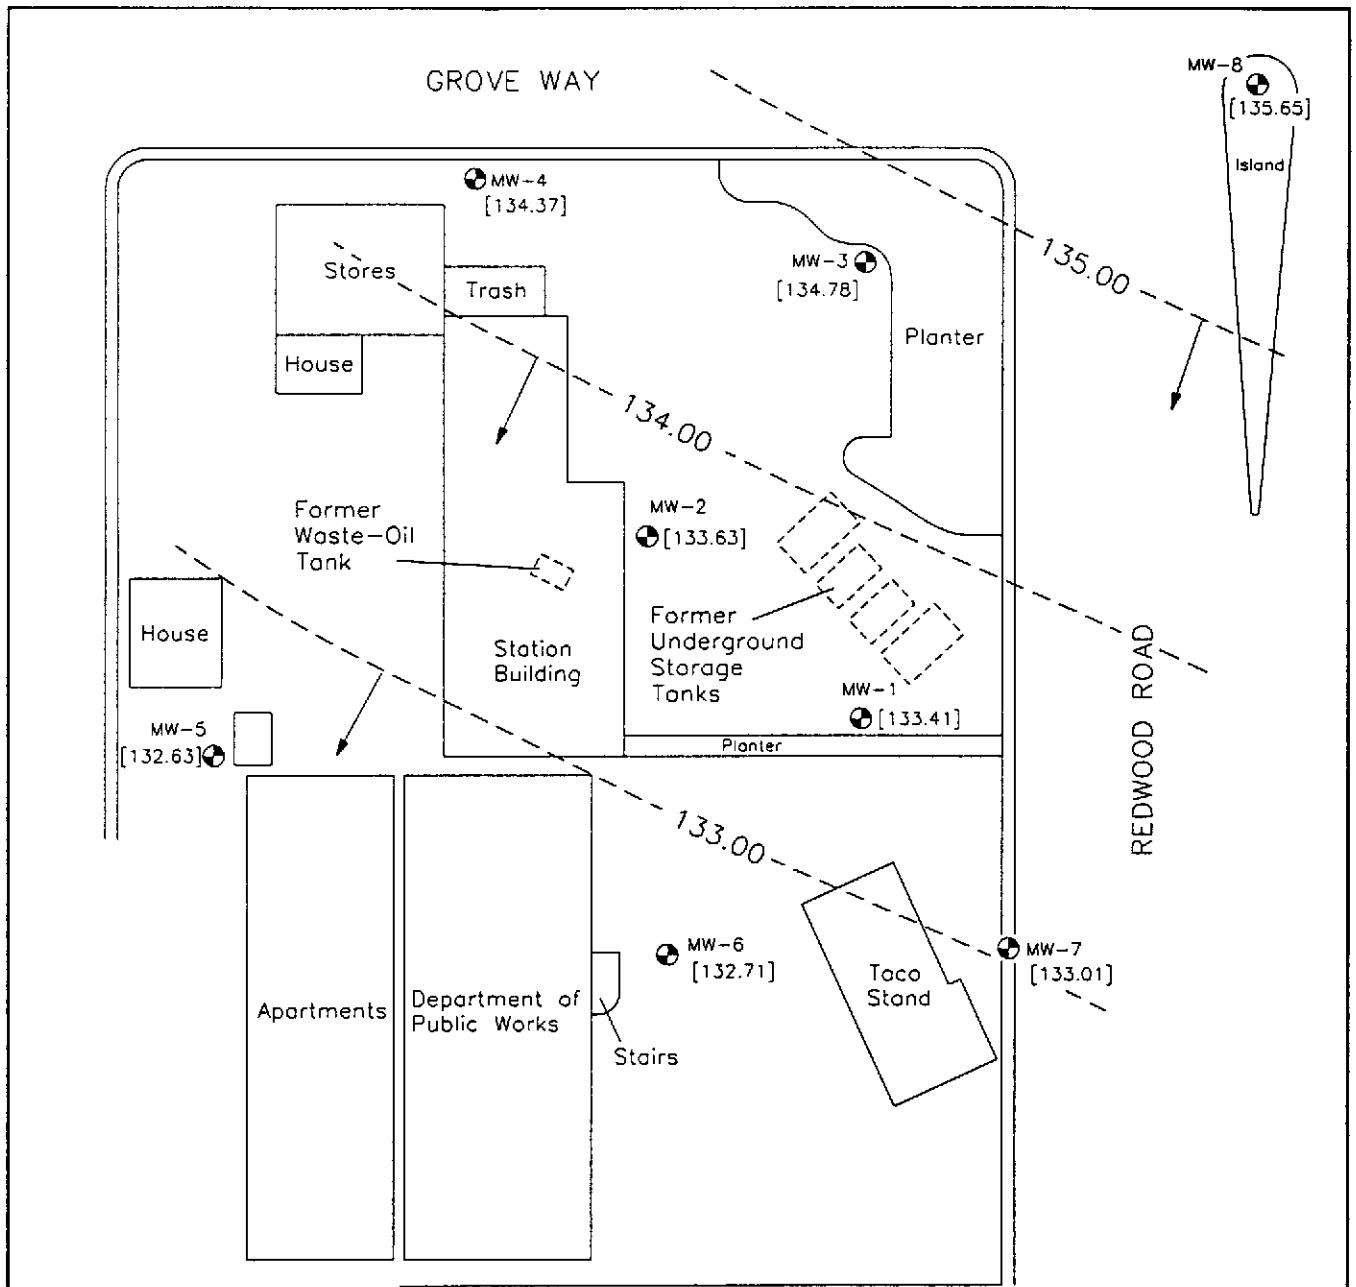 GROVE WAY
MW-8
[135.65]
Island
MW-4
[134.37]
Stores
Trash
MW-3
[134.78]
135.00
House
Planter
134.00
Former
Waste-Oil
Tank
MW-2
[133.63]
House
Station
Building
Former
Underground
Storage
Tanks
MW-1
[133.41]
REDWOOD ROAD
MW-5
[132.63]
Planter
133.00
MW-6
[132.71]
MW-7
[133.01]
Taco
Stand
Apartments
Department of
Public Works
Stairs